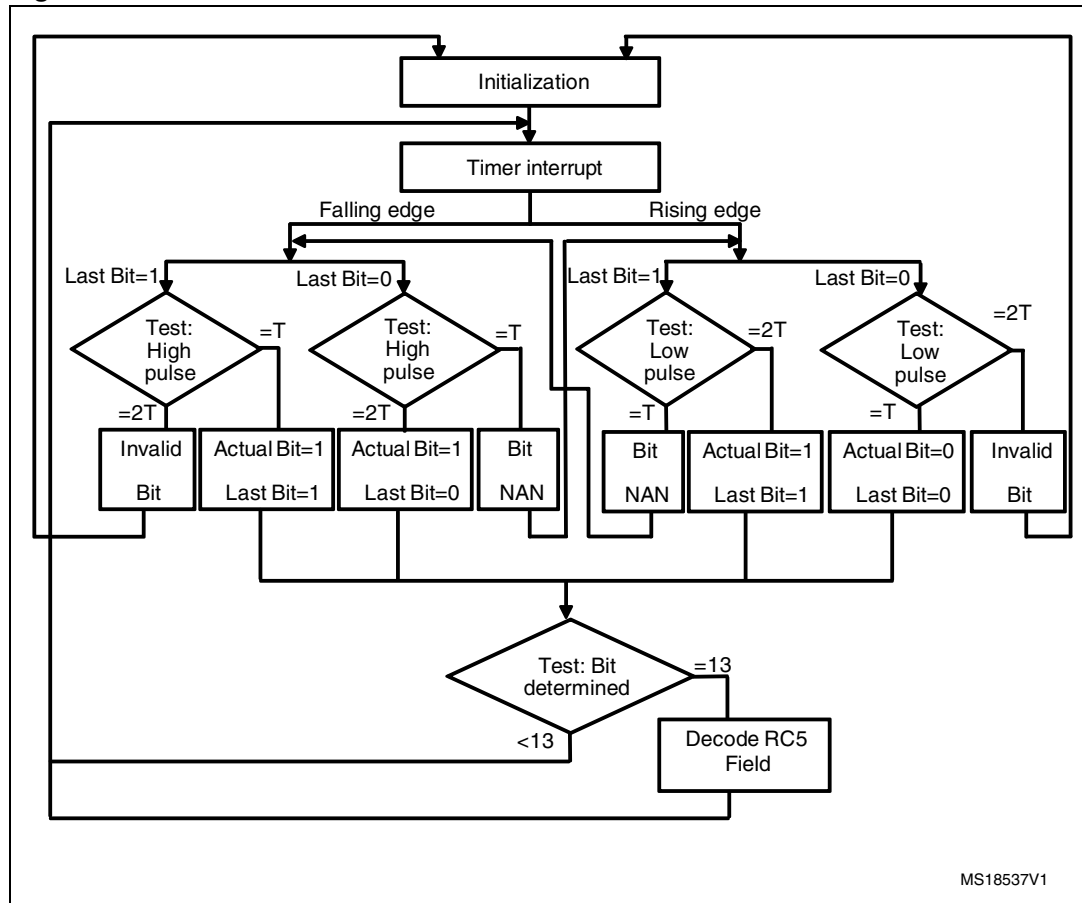 Initialization
Timer interrupt
Falling edge
Rising edge
Last Bit=1
Last Bit=0
Last Bit=1
Last Bit=0
Test:
High
pulse
=T
Test:
High
pulse
=T
Test:
Low
pulse
=2T
Test:
Low
pulse
=2T
=2T
=2T
=T
=T
Invalid
Bit
Actual Bit=1
Last Bit=1
Actual Bit=1
Last Bit=0
Bit
NAN
Bit
NAN
Actual Bit=1
Last Bit=1
Actual Bit=0
Last Bit=0
Invalid
Bit
Test: Bit
determined
=13
<13
Decode RC5
Field
MS18537V1